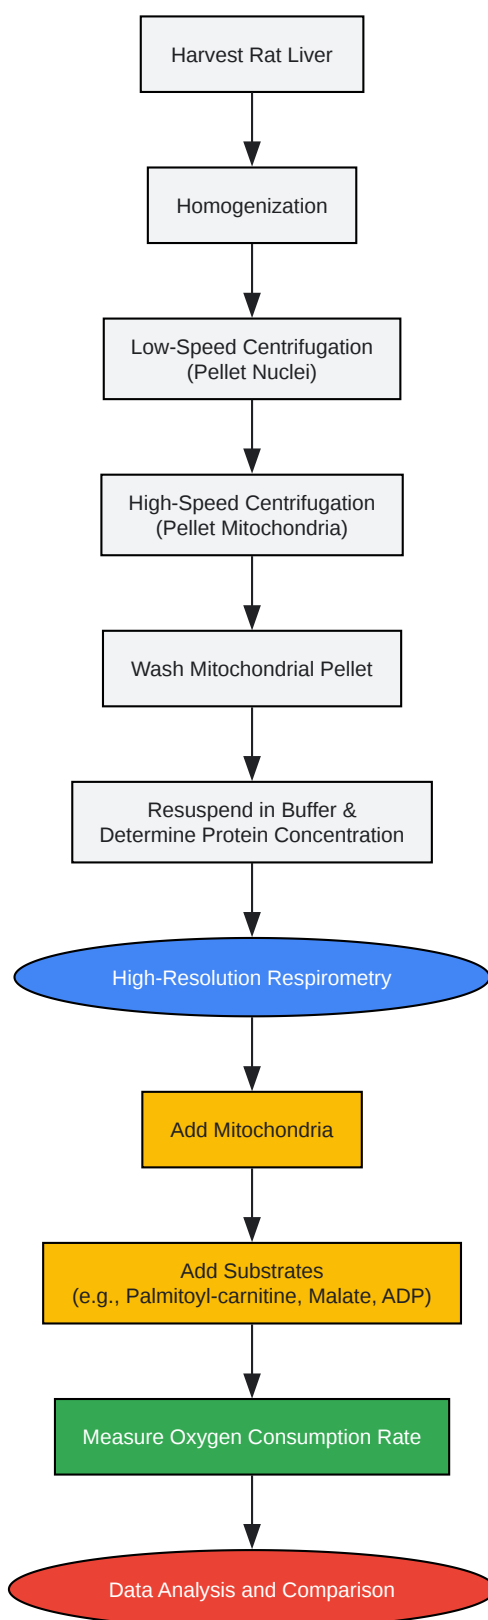 Harvest Rat Liver
Homogenization
Low-Speed Centrifugation
(Pellet Nuclei)
High-Speed Centrifugation
(Pellet Mitochondria)
Wash Mitochondrial Pellet
Resuspend in Buffer &
Determine Protein Concentration
High-Resolution Respirometry
Add Mitochondria
Add Substrates
(e.g., Palmitoyl-carnitine, Malate, ADP)
Measure Oxygen Consumption Rate
Data Analysis and Comparison